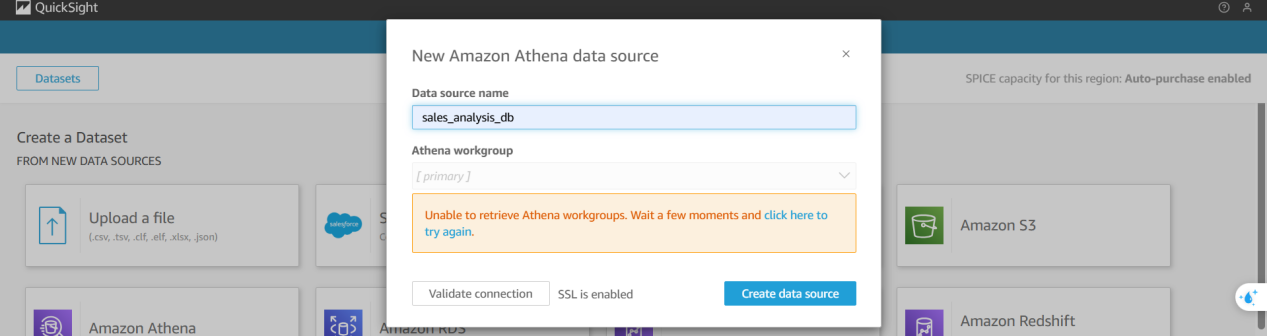 QuickSight
New Amazon Athena data source
Datasets
SPICE capacity for this region: Auto-purchase enabled
Data source name
sales_analysis_db
Create a Dataset
Athena workgroup
FROM NEW DATA SOURCES
[ primary ]
Unable to retrieve Athena workgroups. Wait a few moments and click here to
try again.
Upload a file
(.csv, .tsv, .clf, .elf, .xlsx, .json)
salesforce
Amazon S3
Validate connection
SSL is enabled
Create data source
Amazon Athena
Amazon RDS
Amazon Redshift